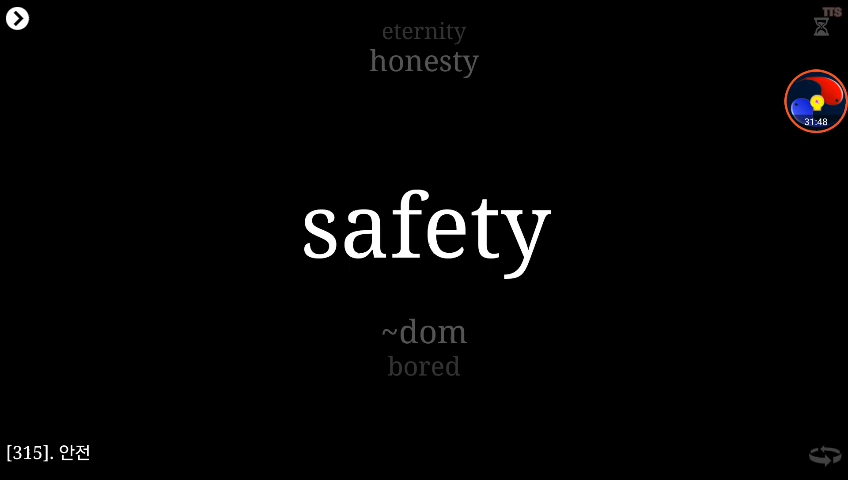 TTS
eternity
honesty
31:48
safety
~dom
bored
[315]. 안전